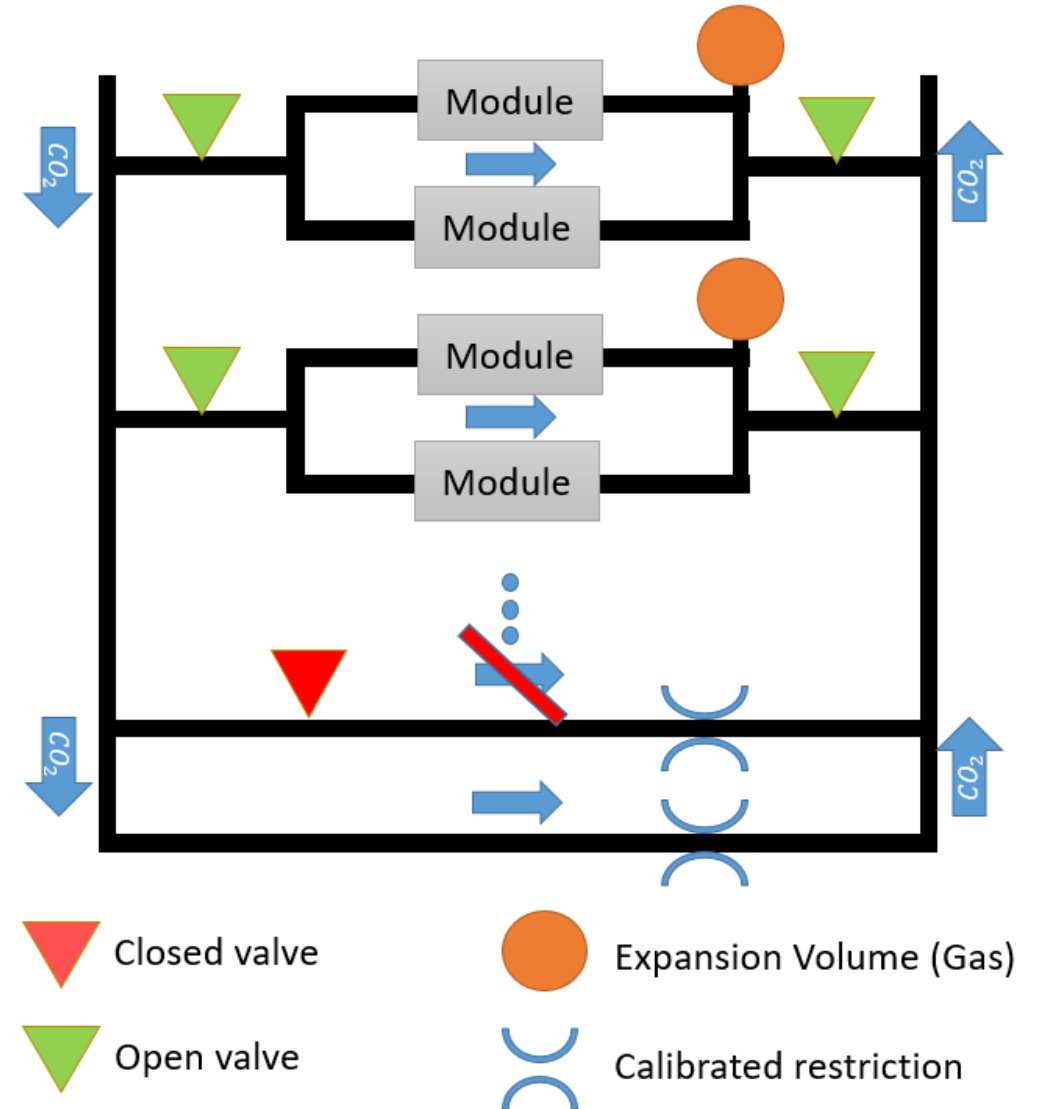 Module
CO₂
CO₂
Module
Module
Module
CO₂
CO₂
Closed valve
Expansion Volume (Gas)
Open valve
Calibrated restriction